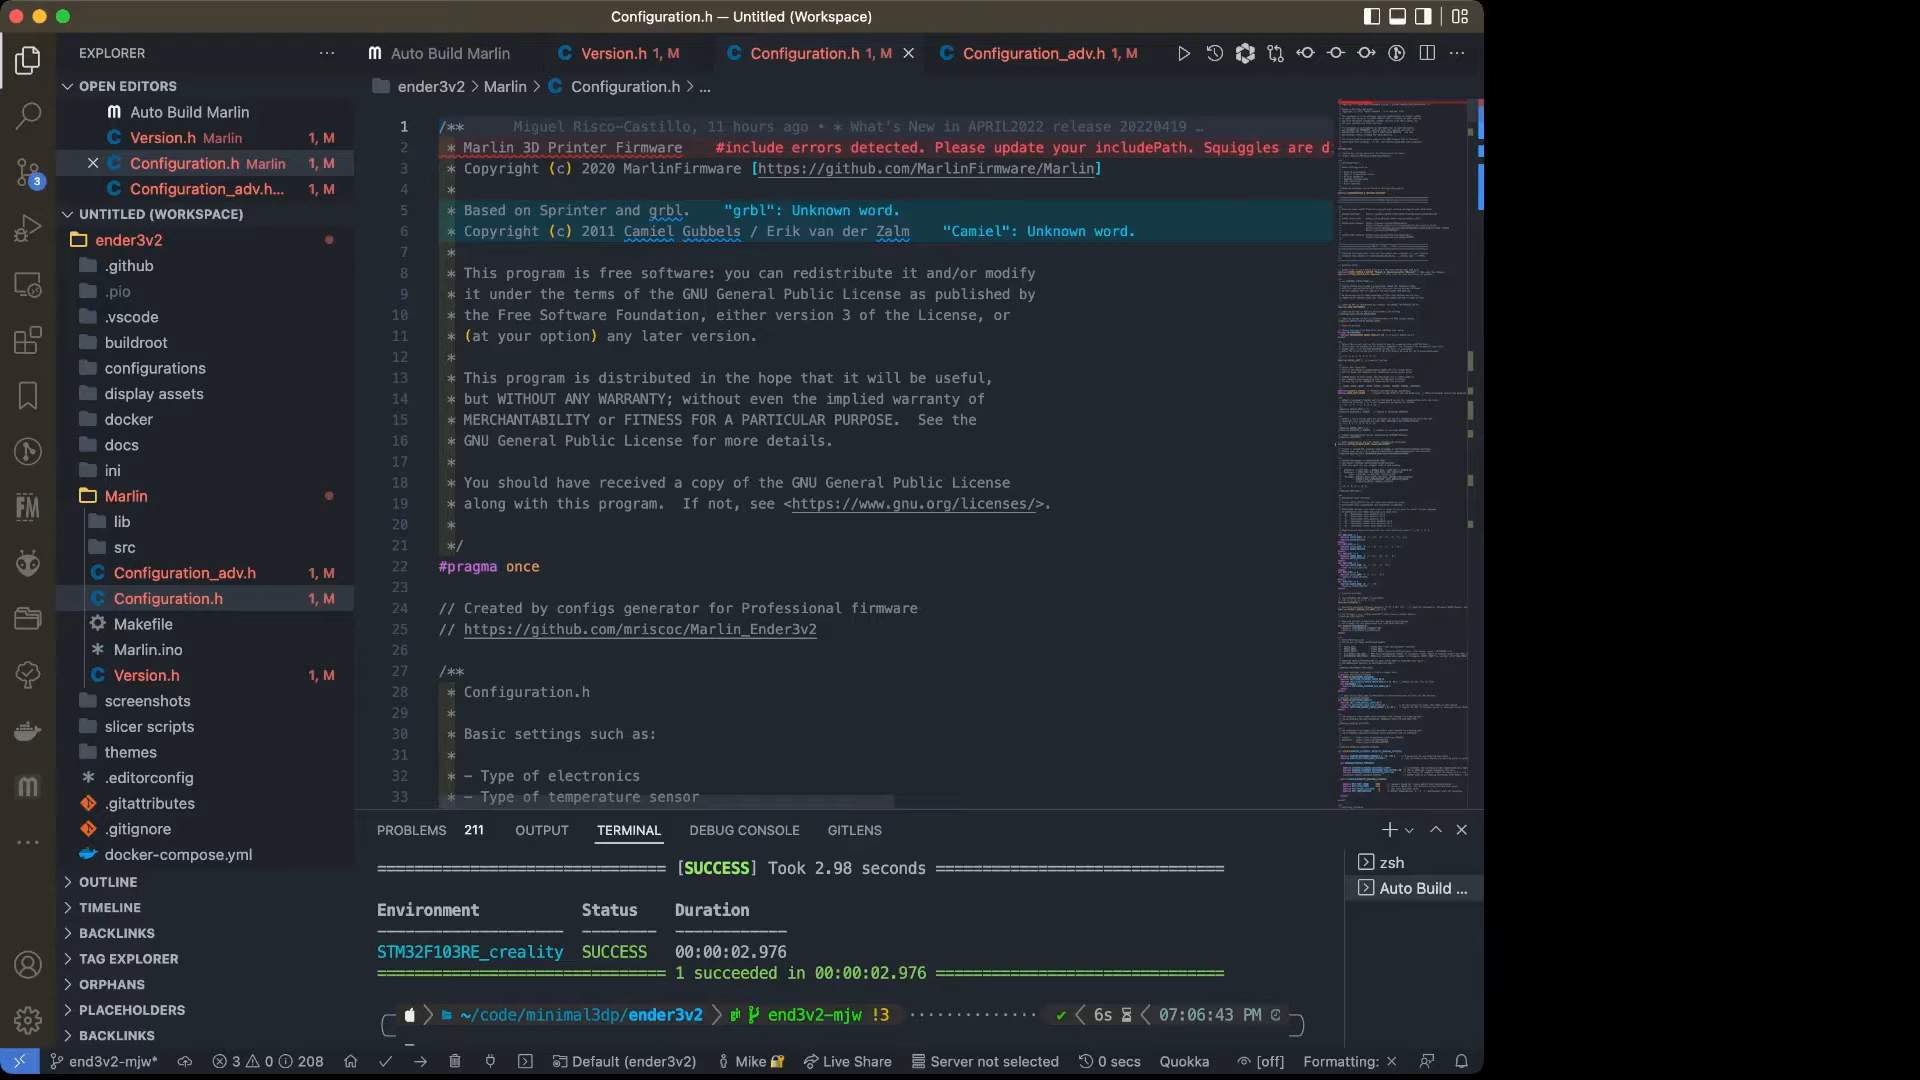 Configuration.h — Untitled (Workspace)
EXPLORER
Auto Build Marlin
Version.h 1, M
Configuration.h 1, M
Configuration_adv.h 1, M
OPEN EDITORS
Auto Build Marlin
Version.h Marlin 1, M
Configuration.h Marlin 1, M
Configuration_adv.h... 1, M
UNTITLED (WORKSPACE)
ender3v2
.github
.pio
.vscode
buildroot
configurations
display assets
docker
docs
ini
Marlin
lib
src
Configuration_adv.h 1, M
Configuration.h 1, M
Makefile
Marlin.ino
Version.h 1, M
screenshots
slicer scripts
themes
.editorconfig
.gitattributes
.gitignore
docker-compose.yml
OUTLINE
TIMELINE
BACKLINKS
TAG EXPLORER
ORPHANS
PLACEHOLDERS
BACKLINKS
3
FM
ender3v2 > Marlin > C Configuration.h > ...
1 /** Miguel Risco-Castillo, 11 hours ago • * What's New in APRIL2022 release 20220419 …
2 * Marlin 3D Printer Firmware #include errors detected. Please update your includePath. Squiggles are di
3 * Copyright (c) 2020 MarlinFirmware [https://github.com/MarlinFirmware/Marlin]
4 *
5 * Based on Sprinter and grbl. "grbl": Unknown word.
6 * Copyright (c) 2011 Camiel Gubbels / Erik van der Zalm "Camiel": Unknown word.
7 *
8 * This program is free software: you can redistribute it and/or modify
9 * it under the terms of the GNU General Public License as published by
10 * the Free Software Foundation, either version 3 of the License, or
11 * (at your option) any later version.
12 *
13 * This program is distributed in the hope that it will be useful,
14 * but WITHOUT ANY WARRANTY; without even the implied warranty of
15 * MERCHANTABILITY or FITNESS FOR A PARTICULAR PURPOSE. See the
16 * GNU General Public License for more details.
17 *
18 * You should have received a copy of the GNU General Public License
19 * along with this program. If not, see <https://www.gnu.org/licenses/>.
20 *
21 */
22 #pragma once
23
24 // Created by configs generator for Professional firmware
25 // https://github.com/mriscoc/Marlin_Ender3v2
26
27 /**
28 * Configuration.h
29 *
30 * Basic settings such as:
31 *
32 * - Type of electronics
33 * - Type of temperature sensor
PROBLEMS 211 OUTPUT TERMINAL DEBUG CONSOLE GITLENS
============================== [SUCCESS] Took 2.98 seconds ==============================
Environment Status Duration
STM32F103RE_creality SUCCESS 00:00:02.976
============================== 1 succeeded in 00:00:02.976 ==============================
~/code/minimal3dp/ender3v2 end3v2-mjw !3 ✔ 6s 07:06:43 PM
zsh
Auto Build ...
end3v2-mjw* 3 0 208 Default (ender3v2) Mike Live Share Server not selected 0 secs Quokka [off] Formatting: ×